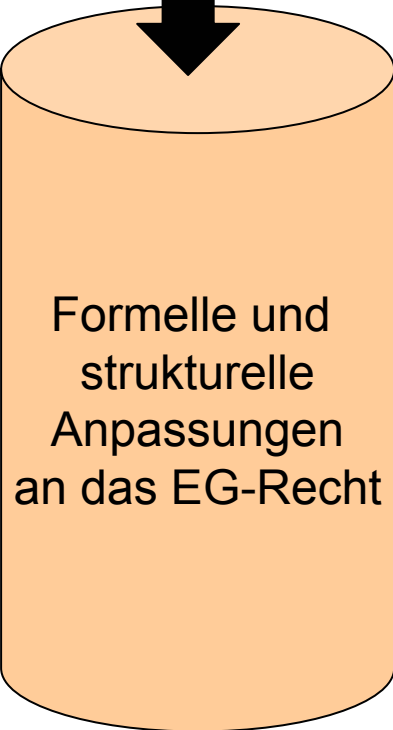 Formelle und
strukturelle
Anpassungen
an das EG-Recht